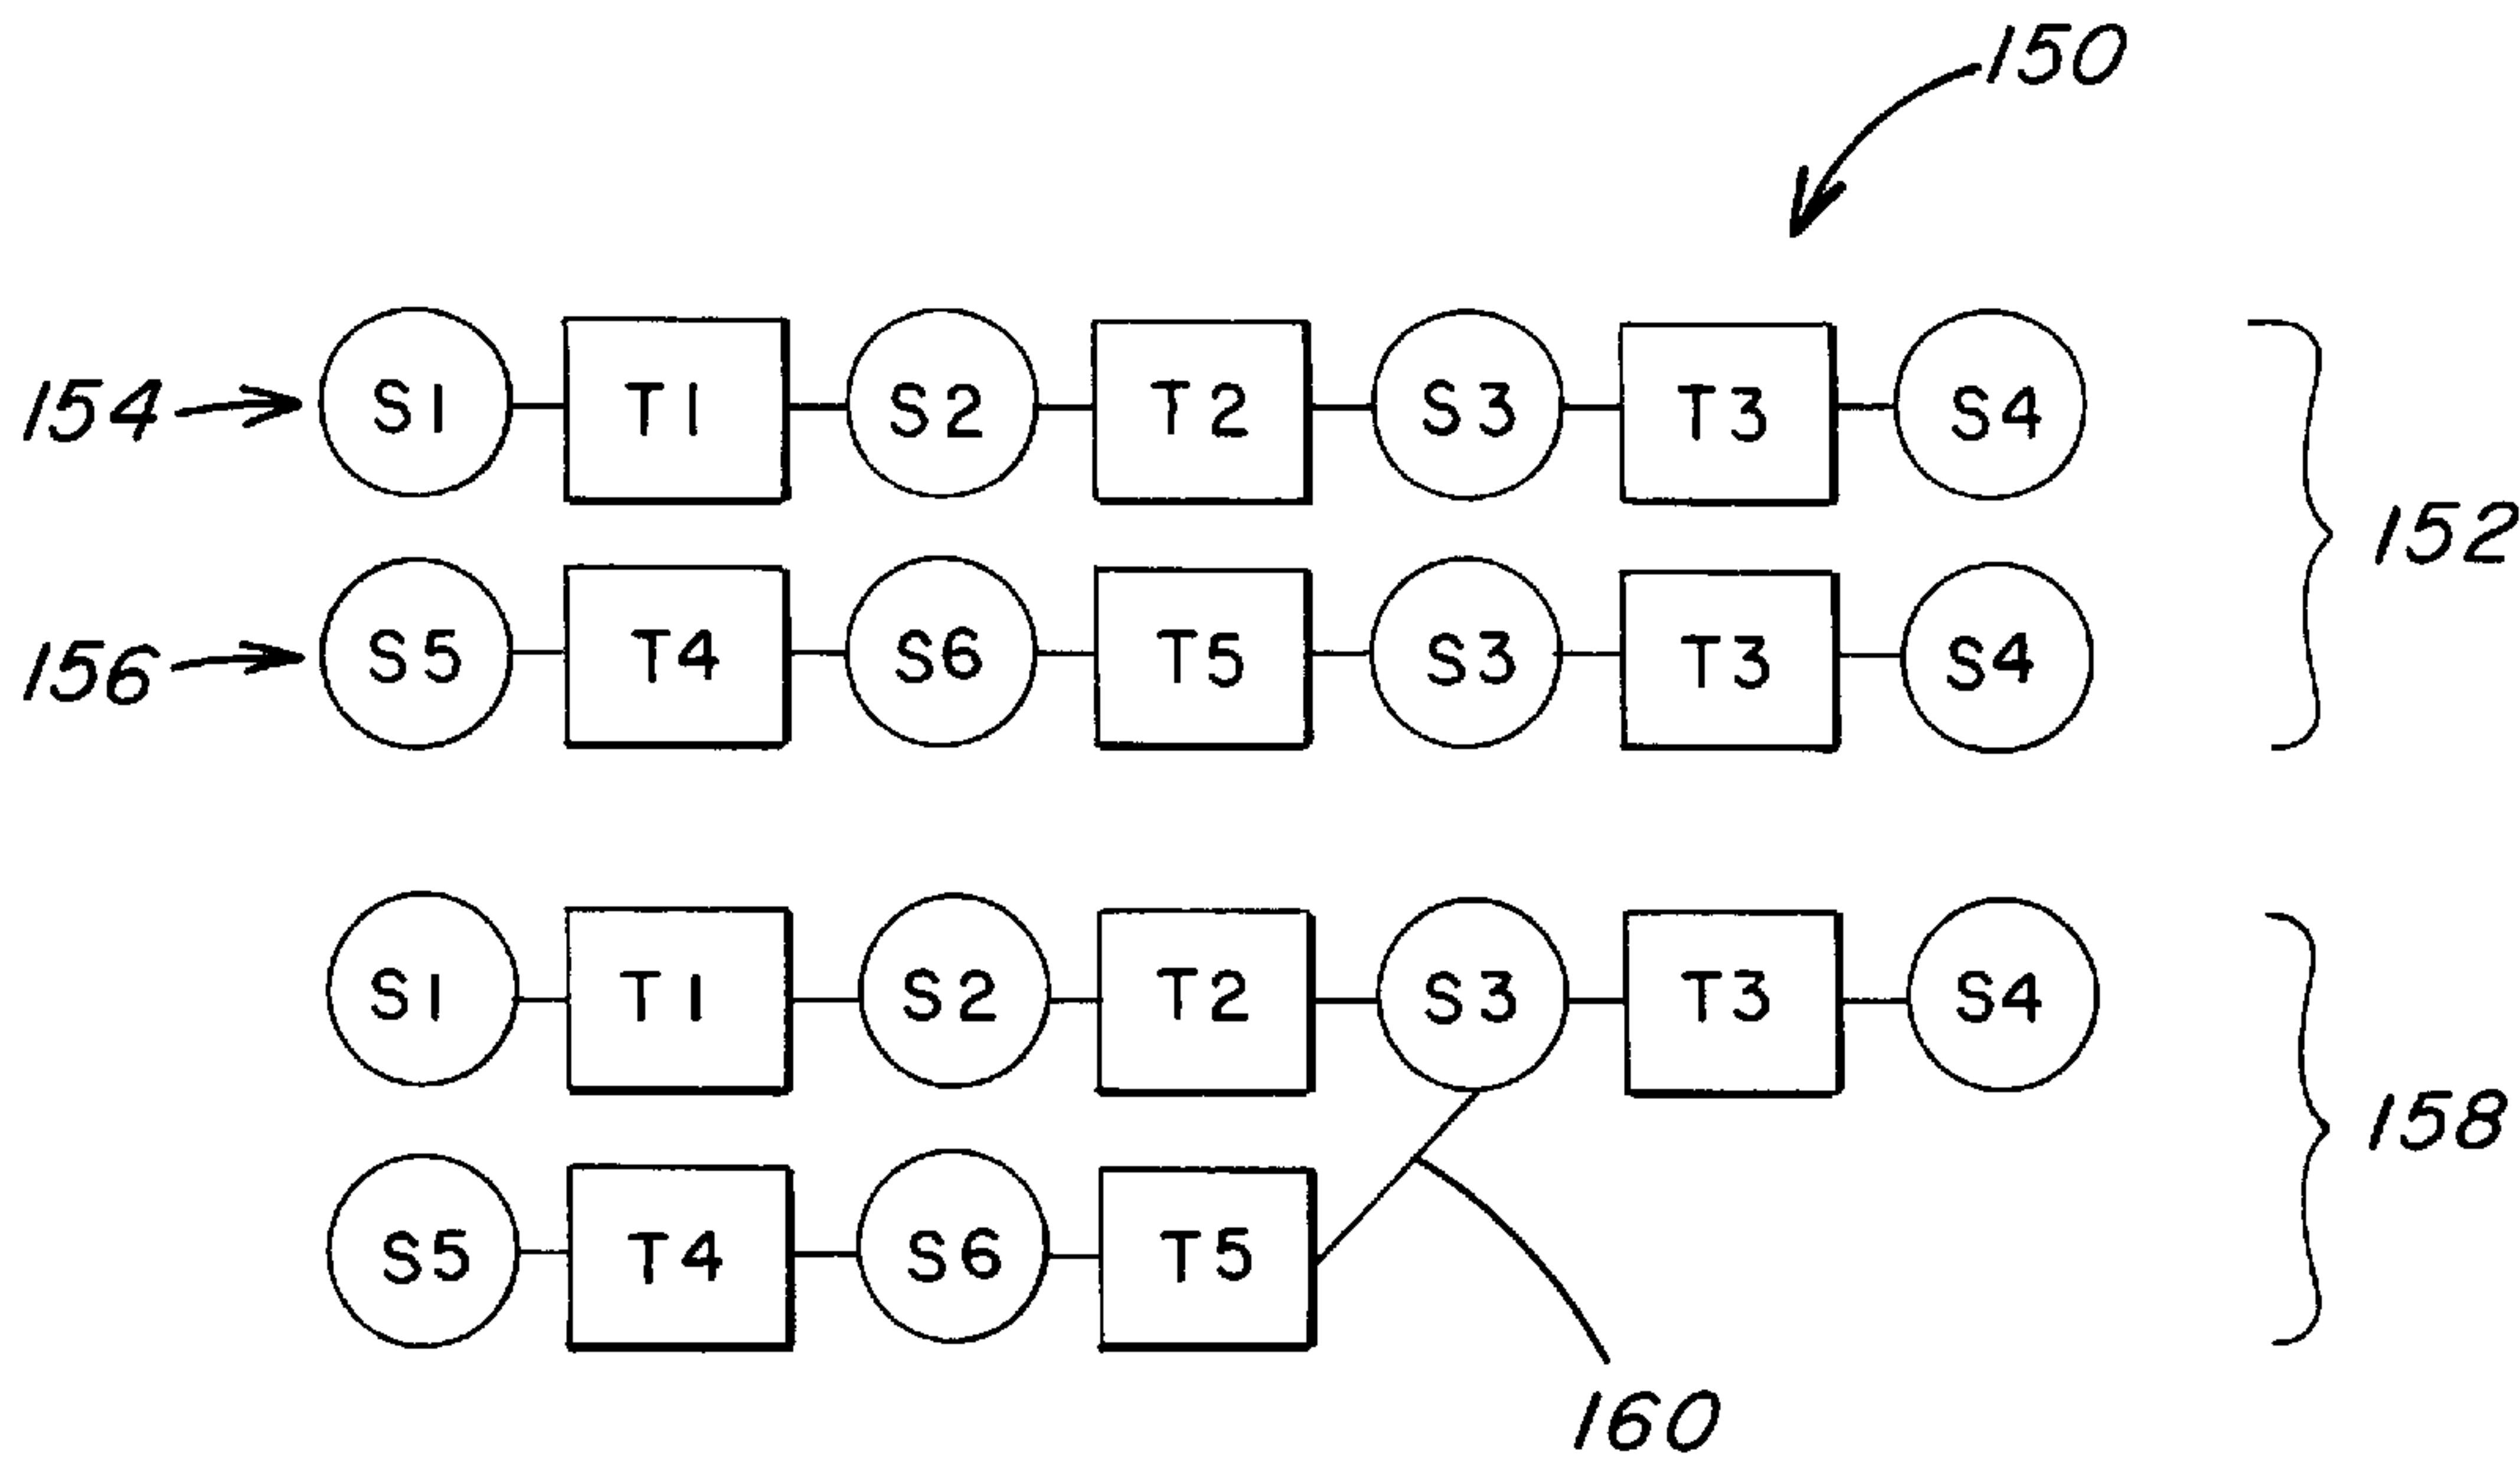 150
154 S1 T1 S2 T2 S3 T3 S4
152
156 S5 T4 S6 T5 S3 T3 S4
S1 T1 S2 T2 S3 T3 S4
158
S5 T4 S6 T5
160